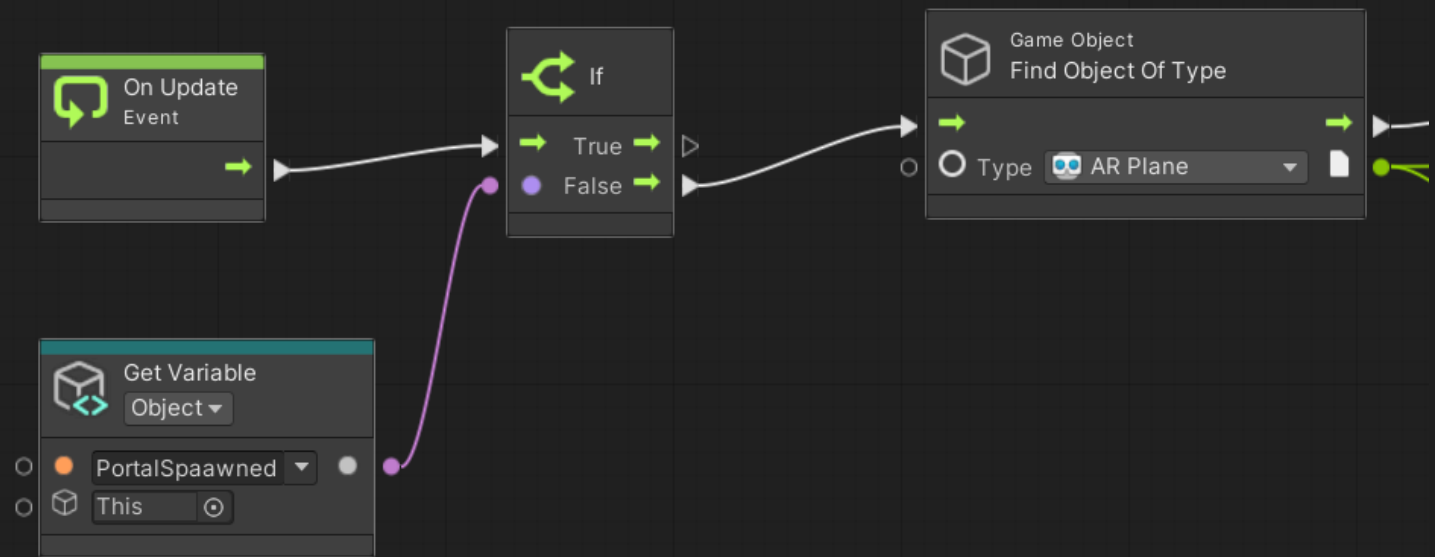 On Update
Event
If
True
False
Game Object
Find Object Of Type
Type AR Plane
Get Variable
Object
PortalSpaawned
This